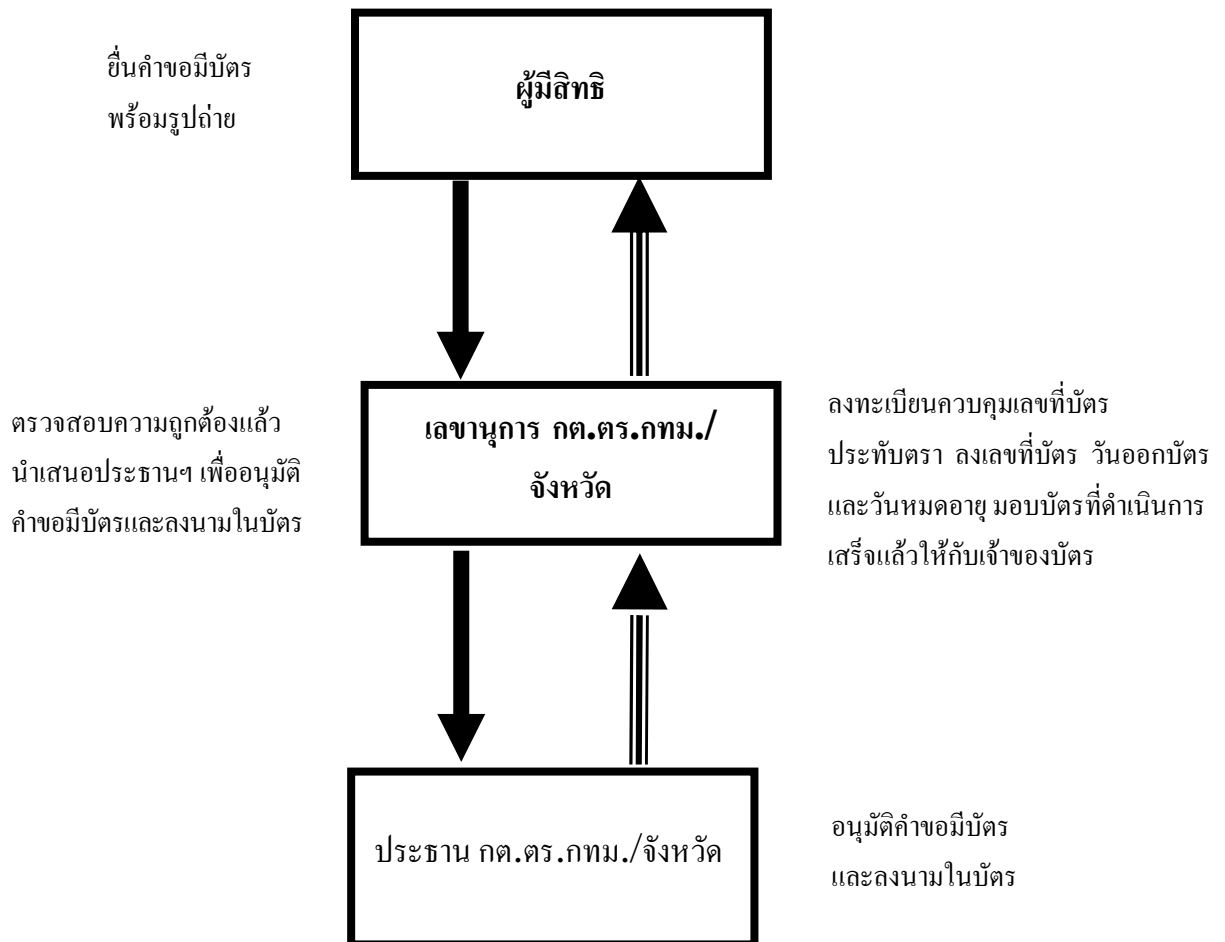 ยื่นคำขอมีบัตร
พร้อมรูปถ่าย
ผู้มีสิทธิ
ตรวจสอบความถูกต้องแล้ว
นำเสนอประธานฯ เพื่ออนุมัติ
คำขอมีบัตรและลงนามในบัตร
เลขานุการ กต.ตร.กทม./
จังหวัด
ลงทะเบียนควบคุมเลขที่บัตร
ประทับตรา ลงเลขที่บัตร วันออกบัตร
และวันหมดอายุ มอบบัตรที่ดำเนินการ
เสร็จแล้วให้กับเจ้าของบัตร
ประธาน กต.ตร.กทม./จังหวัด
อนุมัติคำขอมีบัตร
และลงนามในบัตร